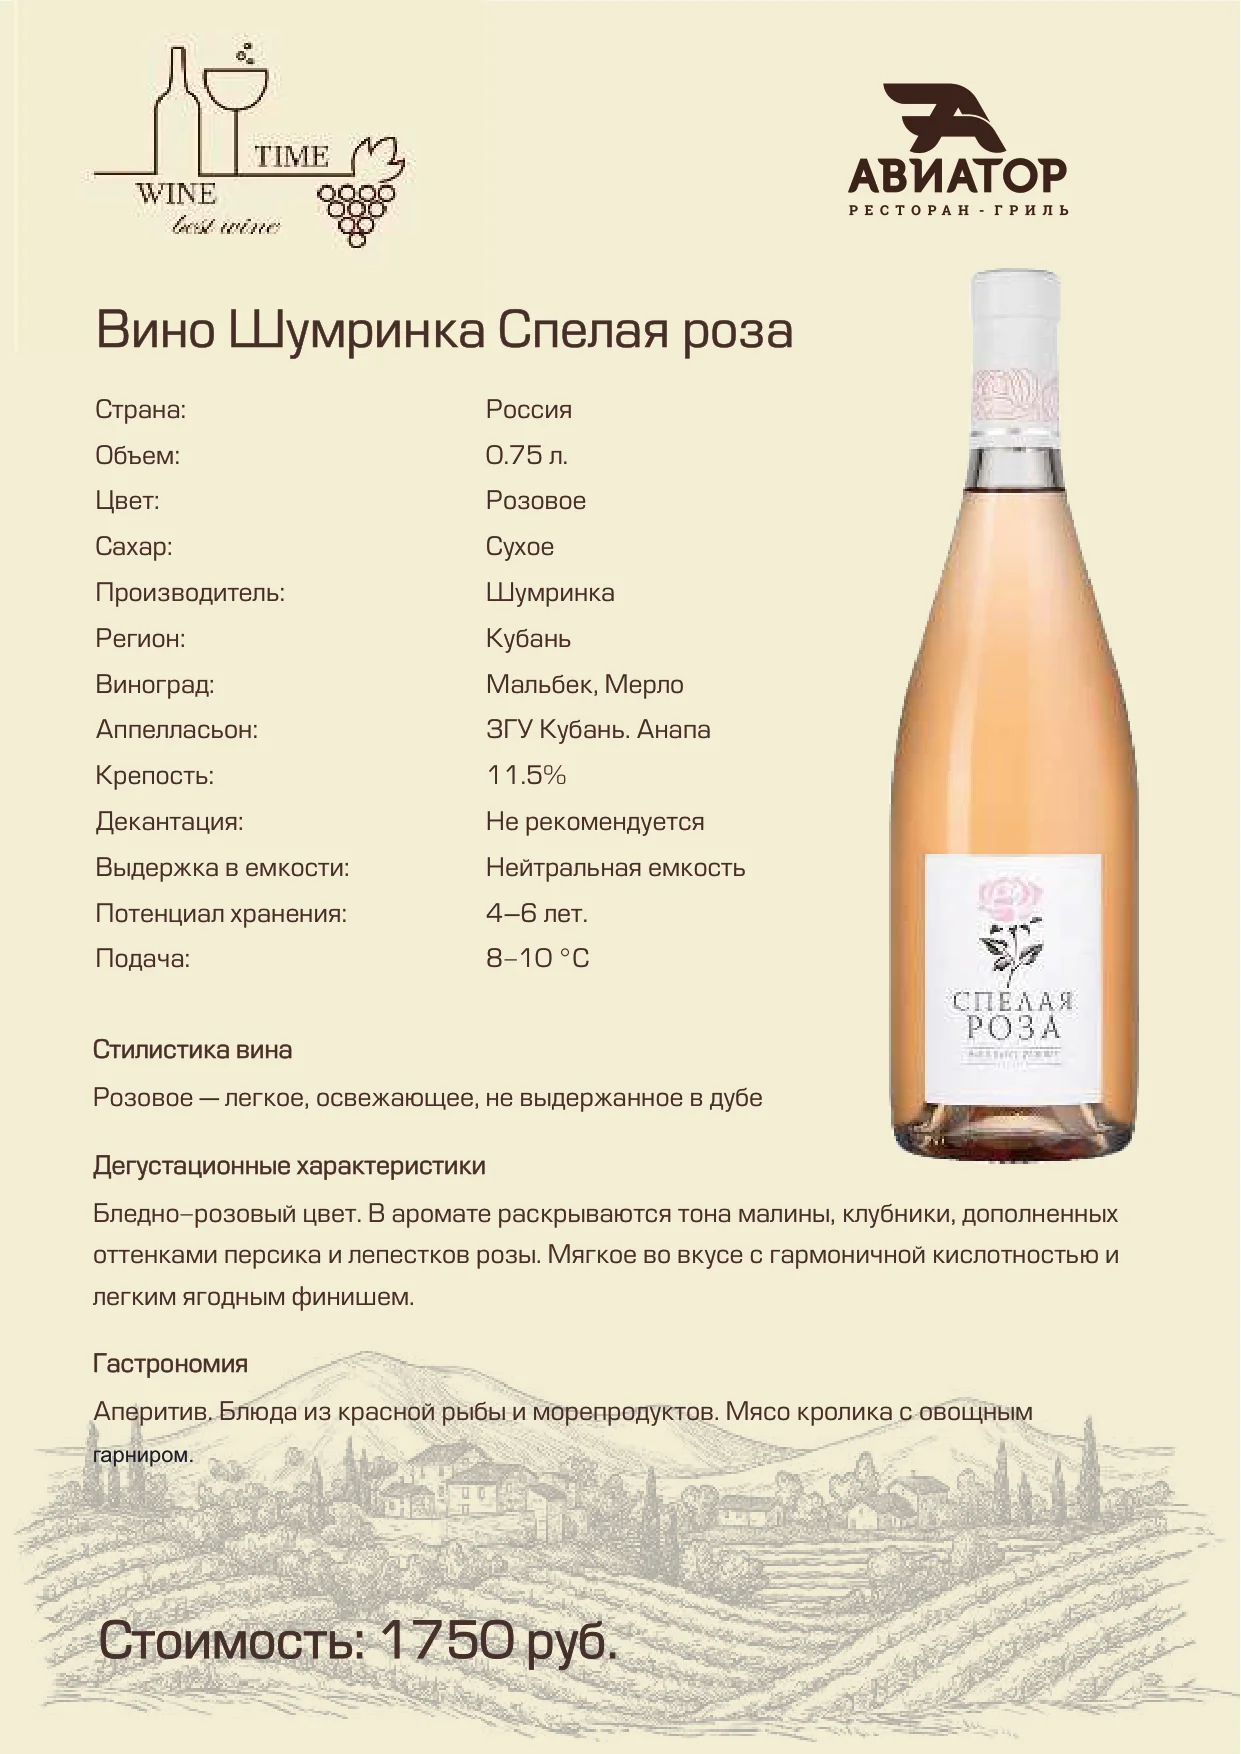 TIME
WINE
best wine
АВИАТОР
РЕСТОРАН - ГРИЛЬ
Вино Шумринка Спелая роза
Страна: Россия
Объем: 0.75 л.
Цвет: Розовое
Сахар: Сухое
Производитель: Шумринка
Регион: Кубань
Виноград: Мальбек, Мерло
Аппелласьон: ЗГУ Кубань. Анапа
Крепость: 11.5%
Декантация: Не рекомендуется
Выдержка в емкости: Нейтральная емкость
Потенциал хранения: 4–6 лет.
Подача: 8–10 °C
СПЕЛАЯ
РОЗА
Стилистика вина
Розовое — легкое, освежающее, не выдержанное в дубе
Дегустационные характеристики
Бледно–розовый цвет. В аромате раскрываются тона малины, клубники, дополненных
оттенками персика и лепестков розы. Мягкое во вкусе с гармоничной кислотностью и
легким ягодным финишем.
Гастрономия
Аперитив. Блюда из красной рыбы и морепродуктов. Мясо кролика с овощным
гарниром.
Стоимость: 1750 руб.